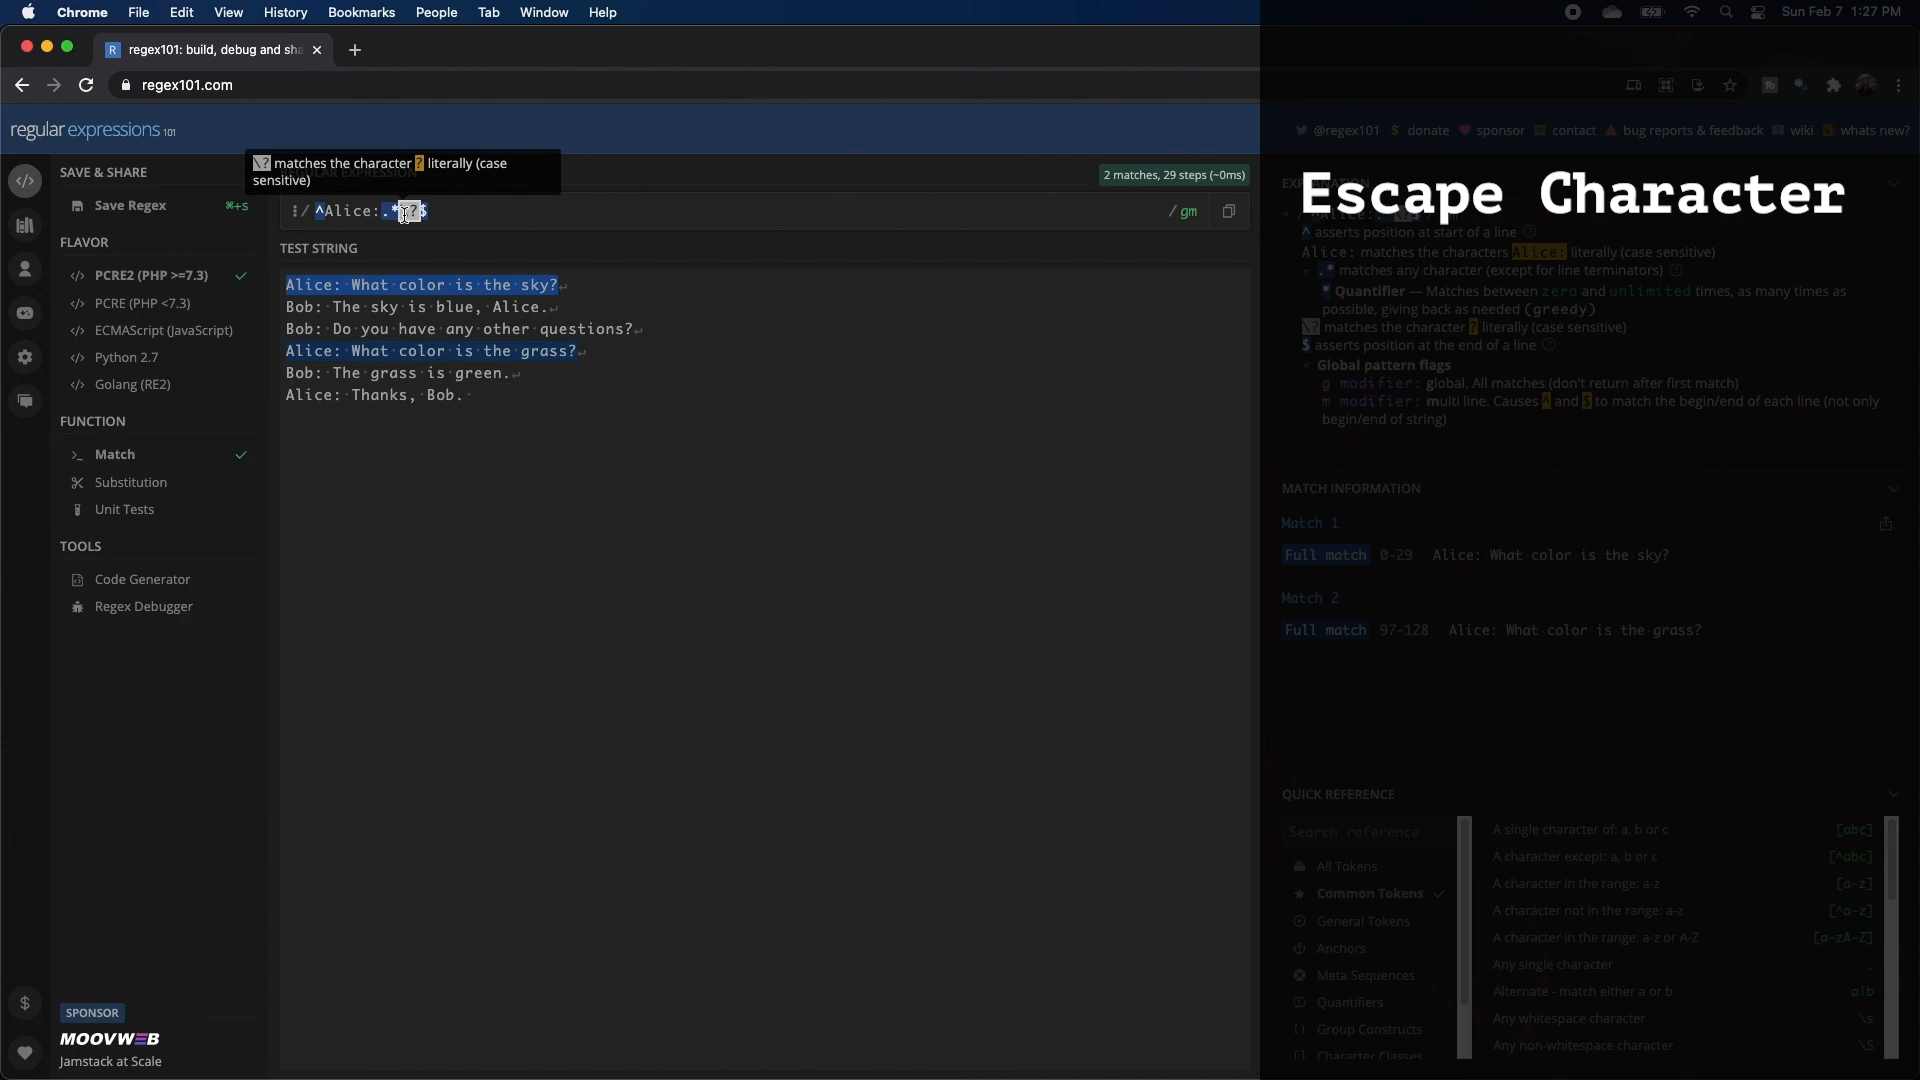 Chrome File Edit View History Bookmarks People Tab Window Help
Sun Feb 7 1:27 PM
R regex101: build, debug and sha
regex101.com
regular expressions 101
@regex101 $ donate sponsor contact bug reports & feedback wiki whats new?
SAVE & SHARE
Save Regex ⌘+S
FLAVOR
</> PCRE2 (PHP >=7.3)
</> PCRE (PHP <7.3)
</> ECMAScript (JavaScript)
</> Python 2.7
</> Golang (RE2)
FUNCTION
>_ Match
Substitution
Unit Tests
TOOLS
Code Generator
Regex Debugger
SPONSOR
MOOVWEB
Jamstack at Scale
\? matches the character ? literally (case
sensitive)
REGULAR EXPRESSION
2 matches, 29 steps (~0ms)
/ ^Alice:.*\?$ / gm
TEST STRING
Alice: What color is the sky?
Bob: The sky is blue, Alice.
Bob: Do you have any other questions?
Alice: What color is the grass?
Bob: The grass is green.
Alice: Thanks, Bob.
Escape Character
EXPLANATION
^ asserts position at start of a line
Alice: matches the characters Alice: literally (case sensitive)
.* matches any character (except for line terminators)
* Quantifier — Matches between zero and unlimited times, as many times as
possible, giving back as needed (greedy)
\? matches the character ? literally (case sensitive)
$ asserts position at the end of a line
Global pattern flags
g modifier: global. All matches (don't return after first match)
m modifier: multi line. Causes ^ and $ to match the begin/end of each line (not only
begin/end of string)
MATCH INFORMATION
Match 1
Full match 0-29 Alice: What color is the sky?
Match 2
Full match 97-128 Alice: What color is the grass?
QUICK REFERENCE
Search reference
All Tokens
Common Tokens
General Tokens
Anchors
Meta Sequences
Quantifiers
Group Constructs
Character Classes
A single character of: a, b or c [abc]
A character except: a, b or c [^abc]
A character in the range: a-z [a-z]
A character not in the range: a-z [^a-z]
A character in the range: a-z or A-Z [a-zA-Z]
Any single character .
Alternate - match either a or b a|b
Any whitespace character \s
Any non-whitespace character \S